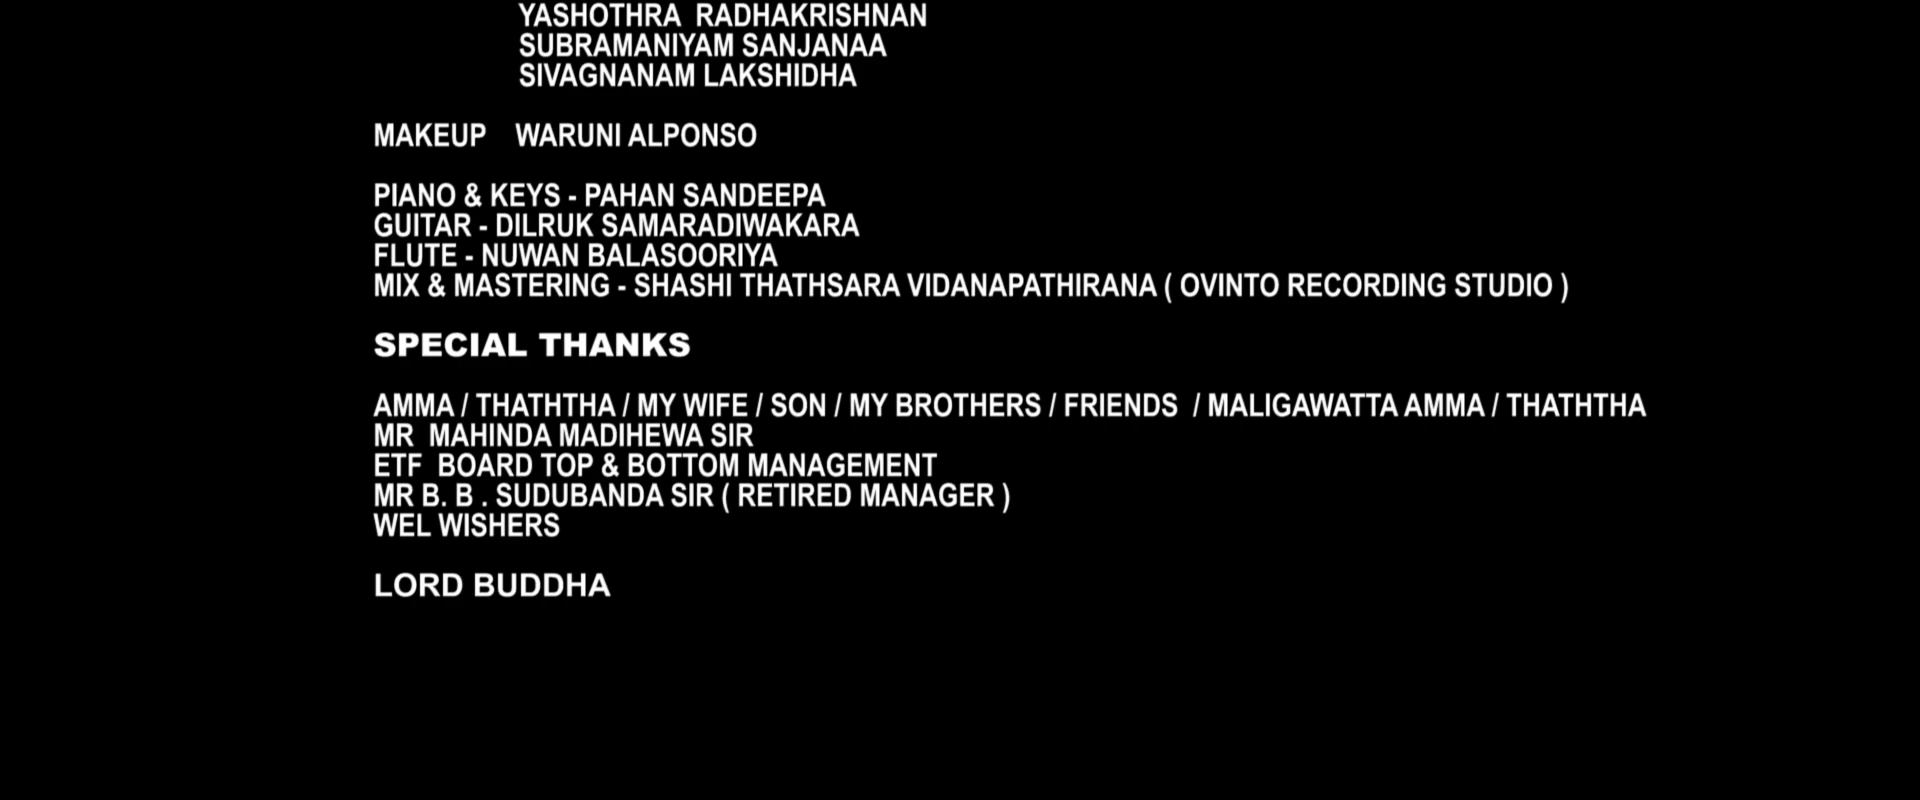 YASHOTHRA  RADHAKRISHNAN
SUBRAMANIYAM SANJANAA
SIVAGNANAM LAKSHIDHA
MAKEUP    WARUNI ALPONSO
PIANO & KEYS - PAHAN SANDEEPA
GUITAR - DILRUK SAMARADIWAKARA
FLUTE - NUWAN BALASOORIYA
MIX & MASTERING - SHASHI THATHSARA VIDANAPATHIRANA ( OVINTO RECORDING STUDIO )
SPECIAL THANKS
AMMA / THATHTHA / MY WIFE / SON / MY BROTHERS / FRIENDS  / MALIGAWATTA AMMA / THATHTHA
MR  MAHINDA MADIHEWA SIR
ETF  BOARD TOP & BOTTOM MANAGEMENT
MR B. B . SUDUBANDA SIR ( RETIRED MANAGER )
WEL WISHERS
LORD BUDDHA